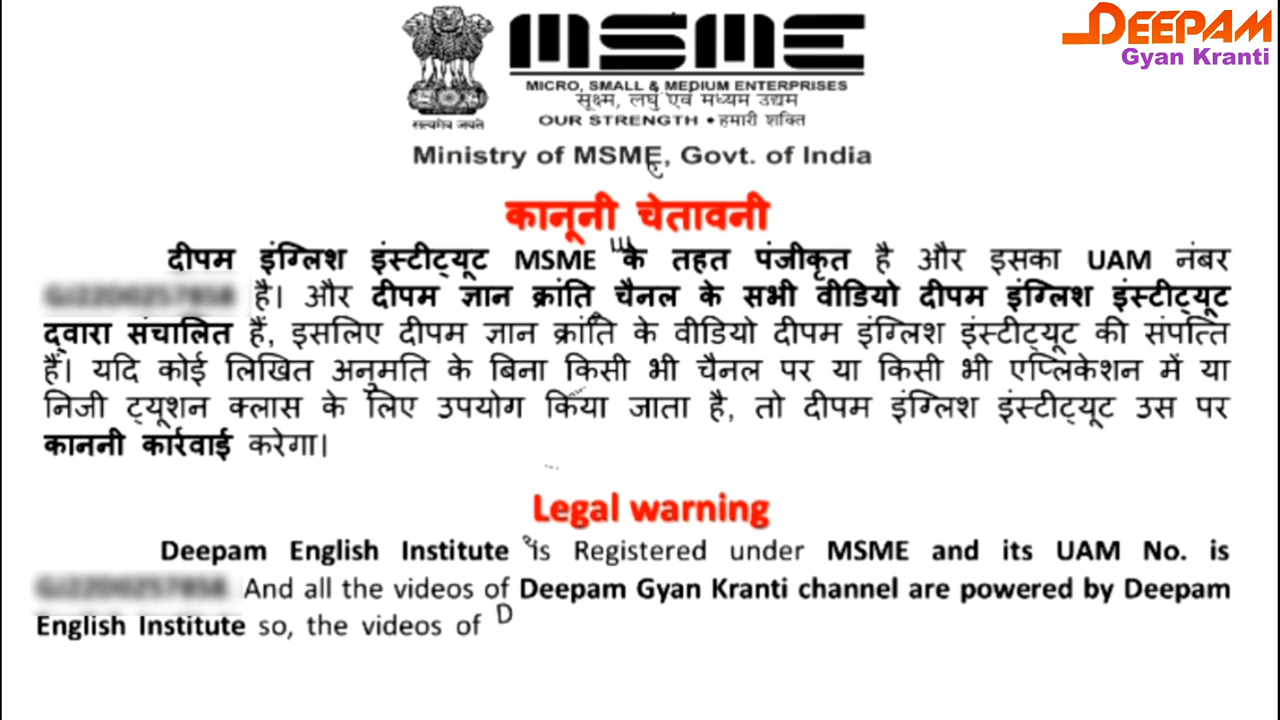 MSME
DEEPAM
Gyan Kranti
MICRO, SMALL & MEDIUM ENTERPRISES
सूक्ष्म, लघु एवं मध्यम उद्यम
सत्यमेव जयते
OUR STRENGTH • हमारी शक्ति
Ministry of MSME, Govt. of India
कानूनी चेतावनी
दीपम इंग्लिश इंस्टीट्यूट MSME के तहत पंजीकृत है और इसका UAM नंबर
है। और दीपम ज्ञान क्रांति चैनल के सभी वीडियो दीपम इंग्लिश इंस्टीट्यूट
द्वारा संचालित हैं, इसलिए दीपम ज्ञान क्रांति के वीडियो दीपम इंग्लिश इंस्टीट्यूट की संपत्ति
हैं। यदि कोई लिखित अनुमति के बिना किसी भी चैनल पर या किसी भी एप्लिकेशन में या
निजी ट्यूशन क्लास के लिए उपयोग किया जाता है, तो दीपम इंग्लिश इंस्टीट्यूट उस पर
काननी कार्रवाई करेगा।
Legal warning
Deepam English Institute is Registered under MSME and its UAM No. is
And all the videos of Deepam Gyan Kranti channel are powered by Deepam
English Institute so, the videos of D